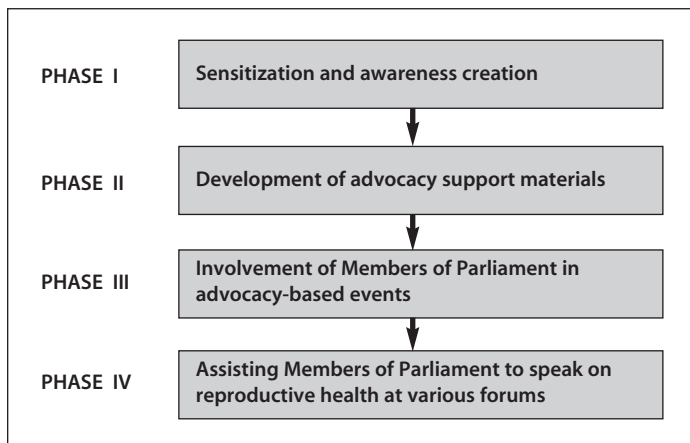 PHASE I
Sensitization and awareness creation
PHASE II
Development of advocacy support materials
PHASE III
Involvement of Members of Parliament in
advocacy-based events
PHASE IV
Assisting Members of Parliament to speak on
reproductive health at various forums